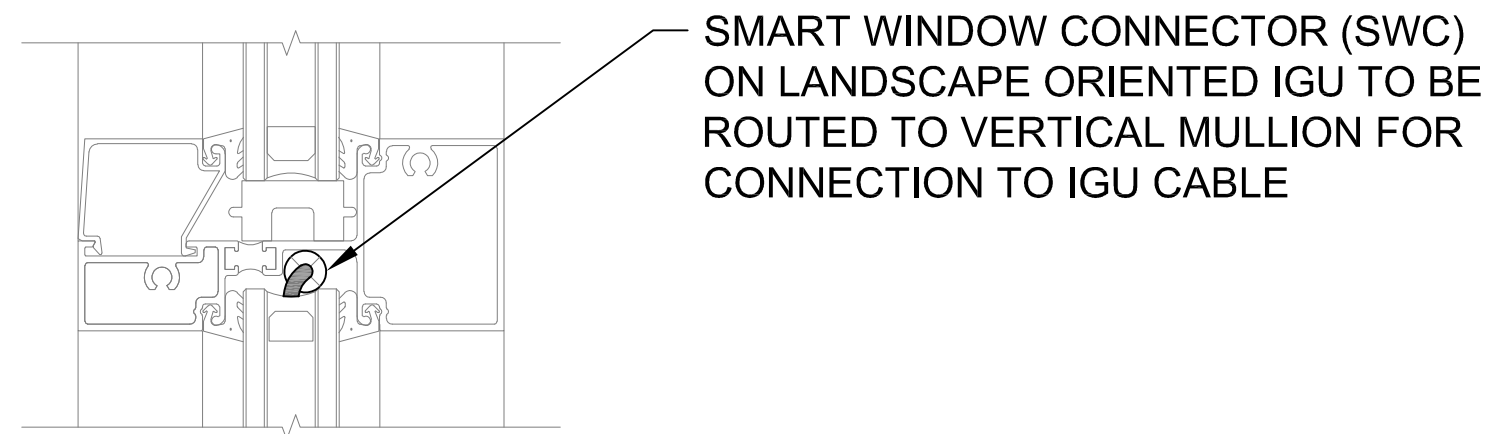 SMART WINDOW CONNECTOR (SWC)
ON LANDSCAPE ORIENTED IGU TO BE
ROUTED TO VERTICAL MULLION FOR
CONNECTION TO IGU CABLE